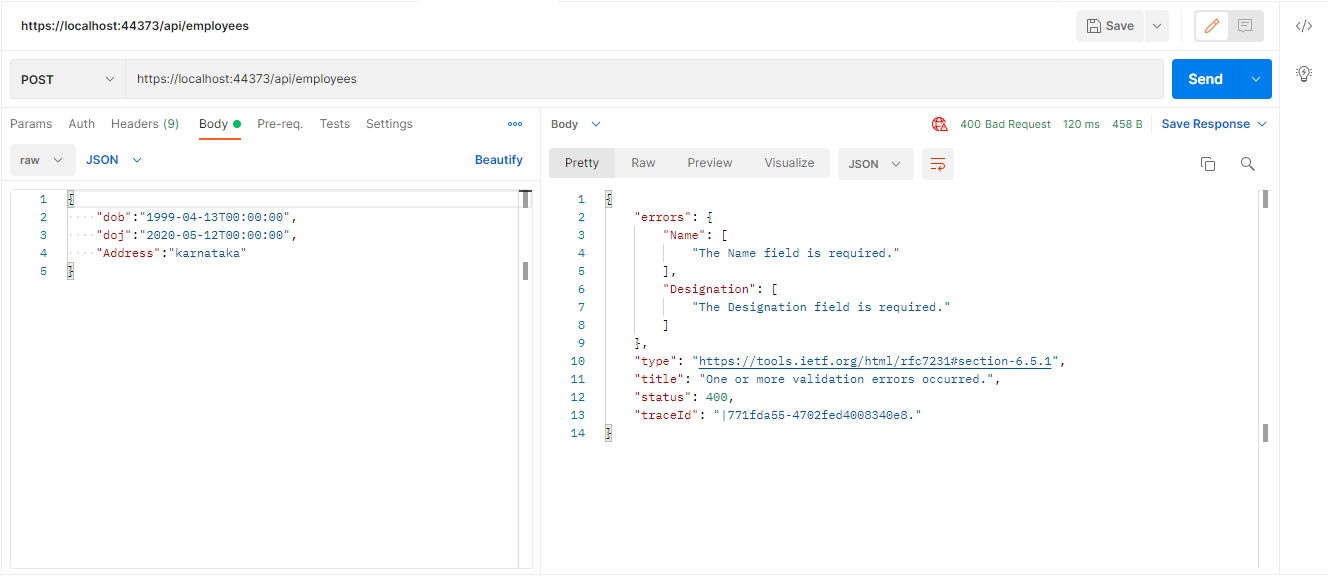 https://localhost:44373/api/employees
Save
POST
https://localhost:44373/api/employees
Send
Params Auth Headers (9) Body Pre-req. Tests Settings
raw JSON Beautify
1 {
2 "dob":"1999-04-13T00:00:00",
3 "doj":"2020-05-12T00:00:00",
4 "Address":"karnataka"
5 }
Body 400 Bad Request 120 ms 458 B Save Response
Pretty Raw Preview Visualize JSON
1 {
2 "errors": {
3 "Name": [
4 "The Name field is required."
5 ],
6 "Designation": [
7 "The Designation field is required."
8 ]
9 },
10 "type": "https://tools.ietf.org/html/rfc7231#section-6.5.1",
11 "title": "One or more validation errors occurred.",
12 "status": 400,
13 "traceId": "|771fda55-4702fed4008340e8."
14 }